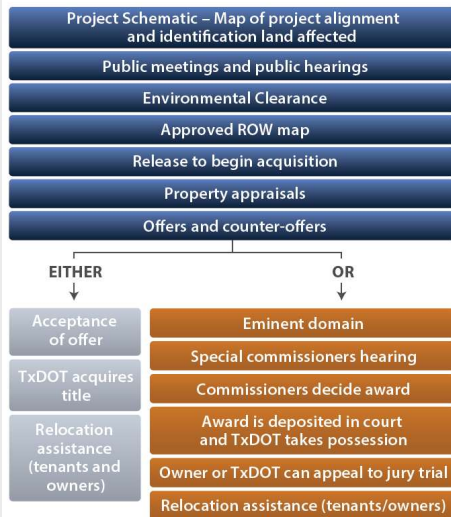 Project Schematic – Map of project alignment
and identification land affected
Public meetings and public hearings
Environmental Clearance
Approved ROW map
Release to begin acquisition
Property appraisals
Offers and counter-offers
EITHER
OR
Acceptance
of offer
TxDOT acquires
title
Relocation
assistance
(tenants and
owners)
Eminent domain
Special commissioners hearing
Commissioners decide award
Award is deposited in court
and TxDOT takes possession
Owner or TxDOT can appeal to jury trial
Relocation assistance (tenants/owners)